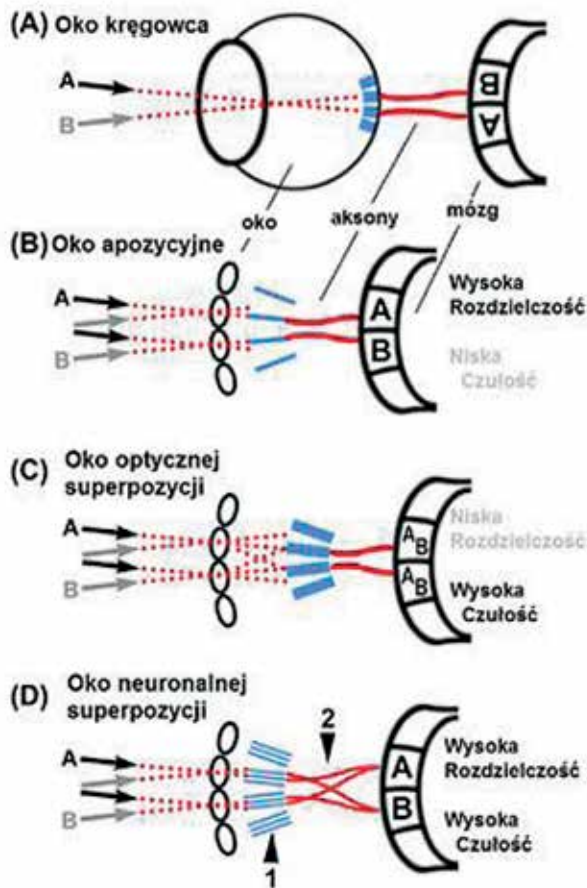 (A) Oko kręgowca
A
B
B
A
oko
aksony
mózg
(B) Oko apozycyjne
A
B
A
B
Wysoka
Rozdzielczość
Niska
Czułość
(C) Oko optycznej
superpozycji
A
B
A B
A B
Niska
Rozdzielczość
Wysoka
Czułość
(D) Oko neuronalnej
superpozycji
2
A
B
A
B
Wysoka
Rozdzielczość
Wysoka
Czułość
1